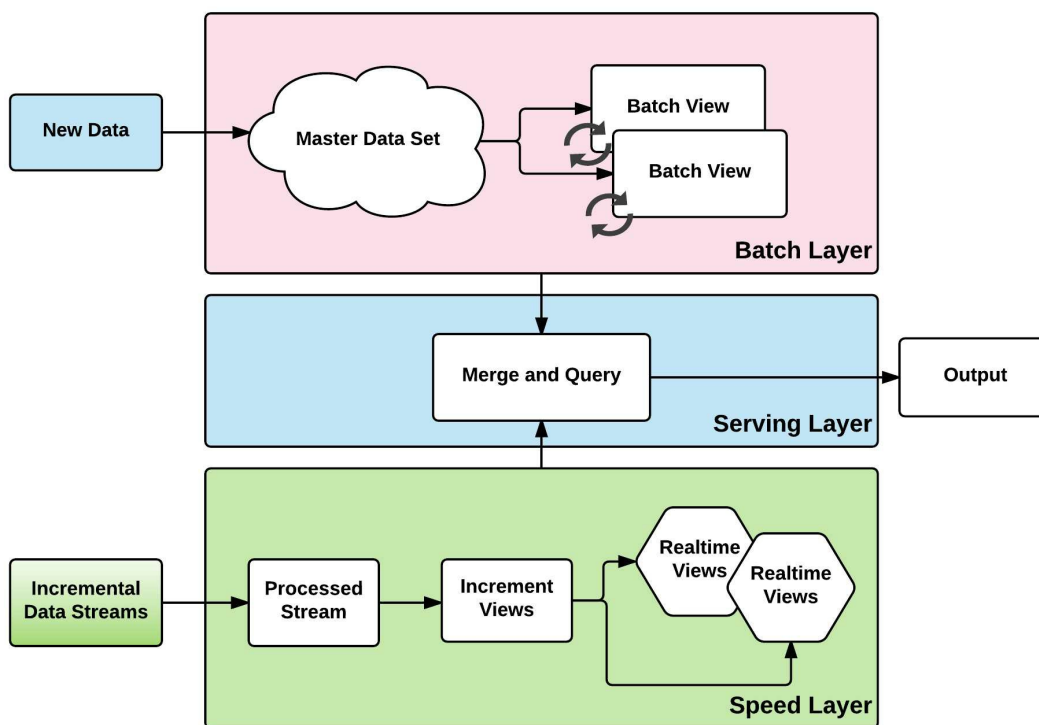 New Data
Master Data Set
Batch View
Batch View
Batch Layer
Merge and Query
Output
Serving Layer
Incremental
Data Streams
Processed
Stream
Increment
Views
Realtime
Views
Realtime
Views
Speed Layer